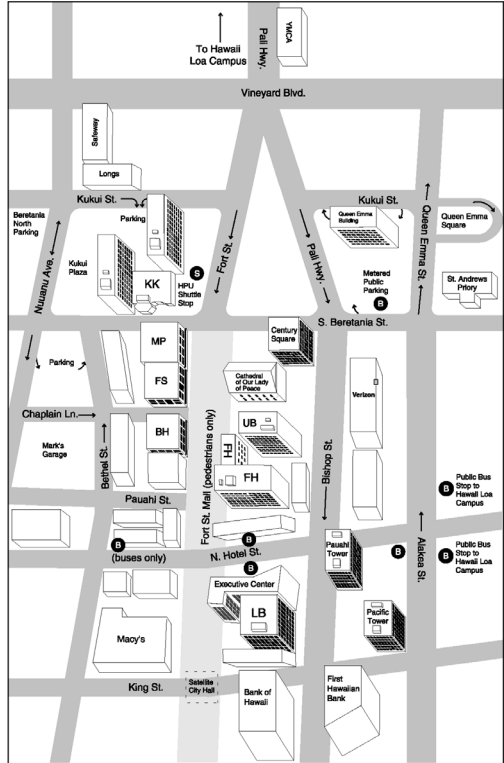 YMCA
To Hawaii
Loa Campus
Pali Hwy.
Vineyard Blvd.
Safeway
Longs
Kukui St.
Kukui St.
Beretania
North
Parking
Parking
Queen Emma
Building
Queen Emma St.
Queen Emma
Square
Nuuanu Ave.
Kukui
Plaza
KK
S
HPU
Shuttle
Stop
Fort St.
Pali Hwy.
Metered
Public
Parking
B
St. Andrews
Priory
S. Beretania St.
MP
Century
Square
Parking
FS
Cathedral
of Our Lady
of Peace
Verizon
Chaplain Ln.
BH
UB
FH
Mark's
Garage
Bethel St.
Fort St. Mall (pedestrians only)
FH
Bishop St.
B
Public Bus
Stop to
Hawaii Loa
Campus
Pauahi St.
B
(buses only)
N. Hotel St.
B
Pauahi
Tower
B
Alakea St.
B
Public Bus
Stop to
Hawaii Loa
Campus
B
Executive Center
LB
Pacific
Tower
Macy's
King St.
Satellite
City Hall
Bank of
Hawaii
First
Hawaiian
Bank